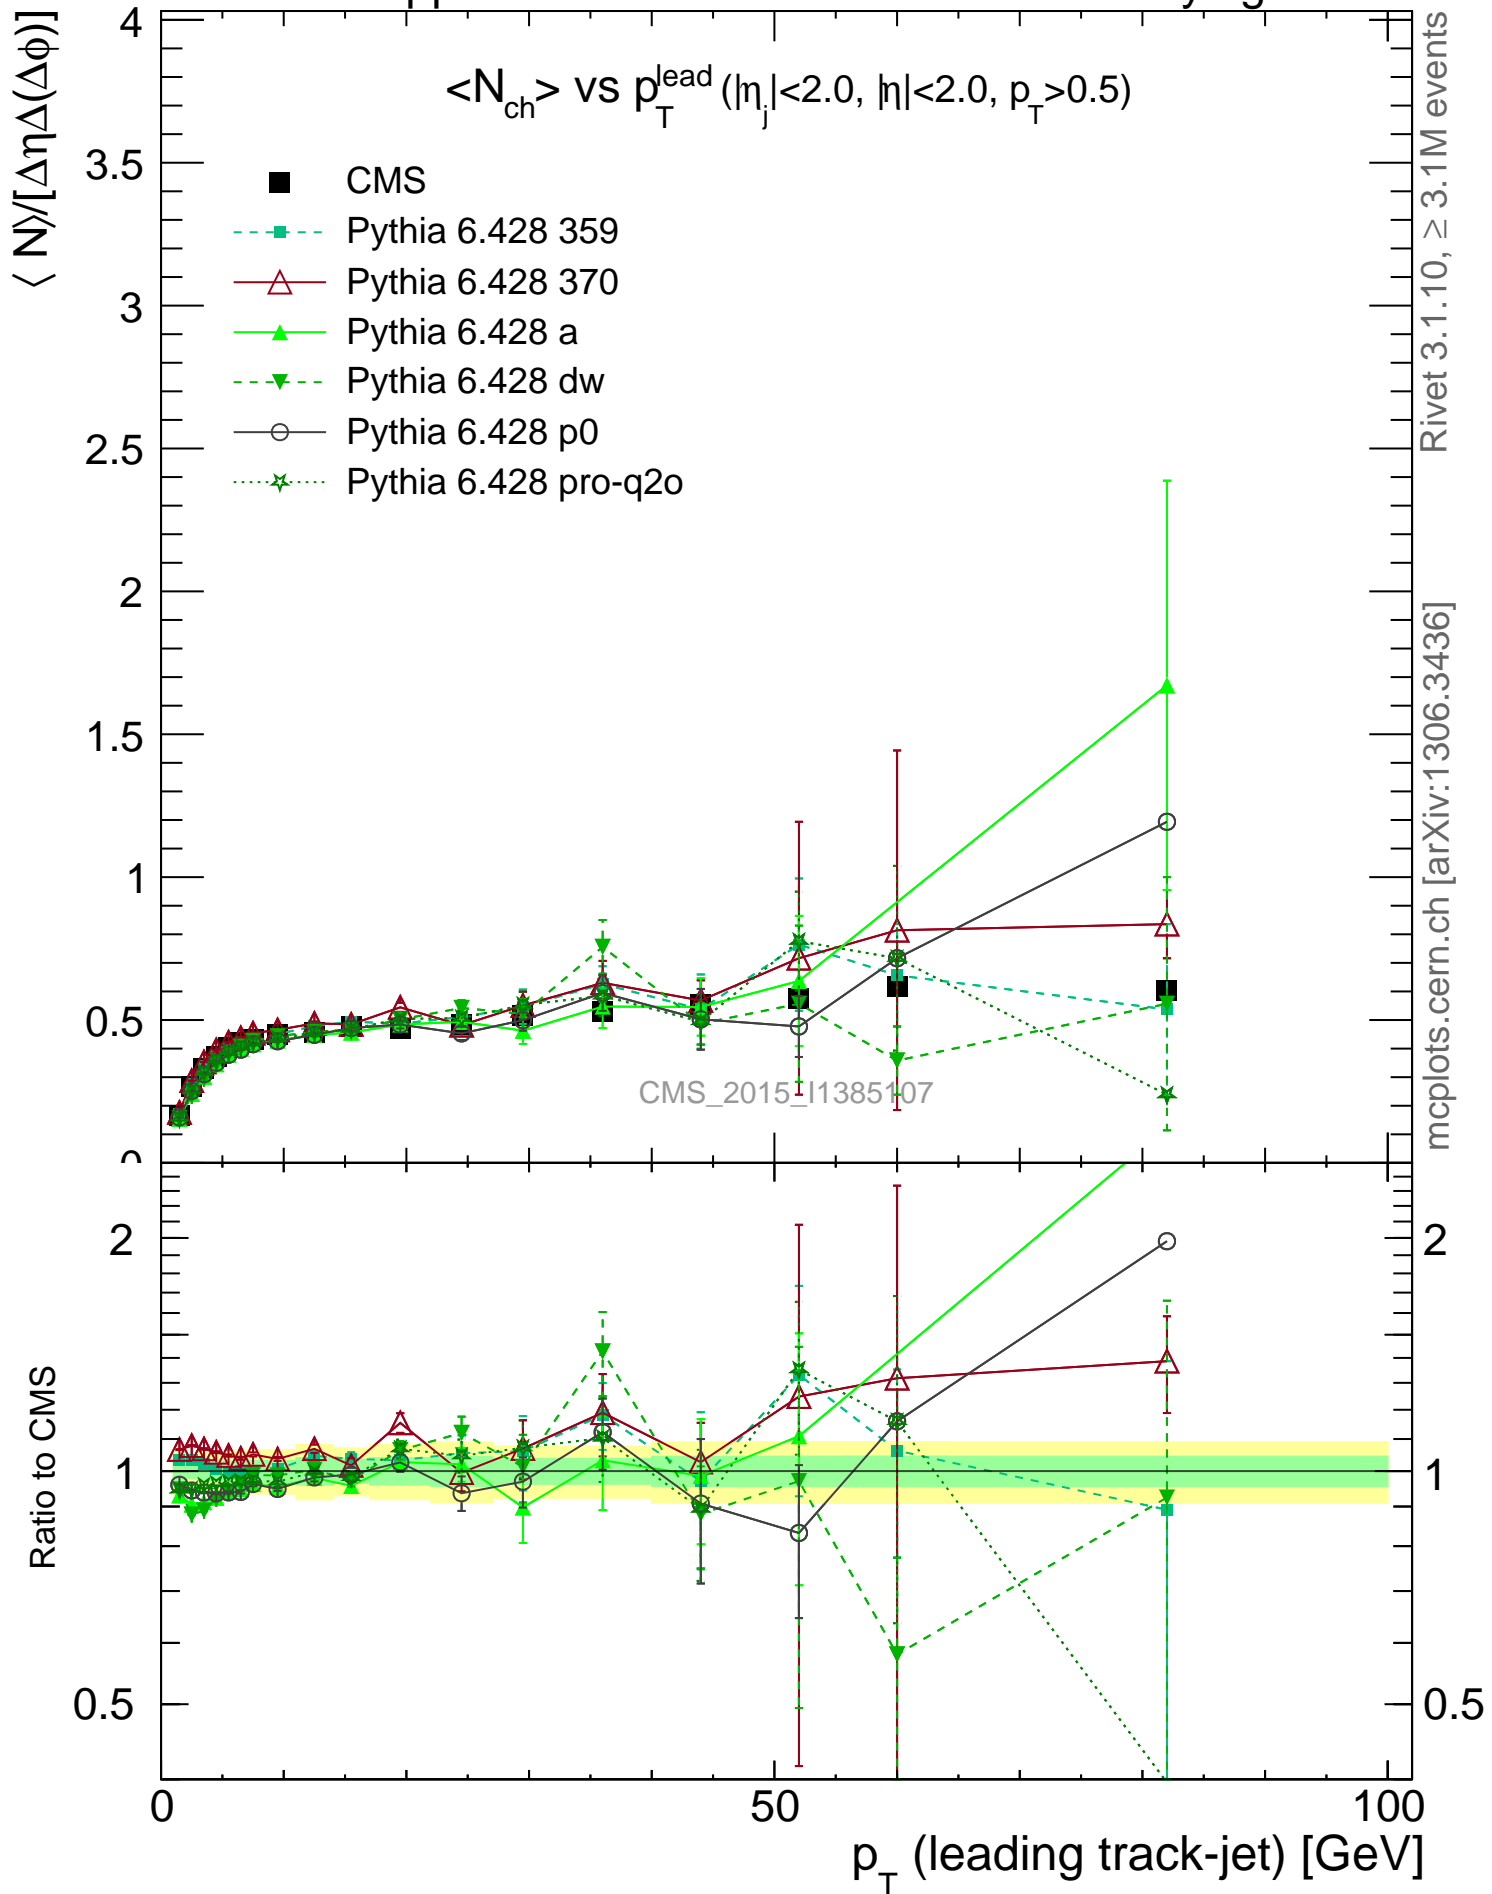 ⟨ N⟩/[ΔηΔ(Δϕ)]
<N_ch> vs p_T^lead (|η_j|<2.0, |η|<2.0, p_T>0.5)
CMS
Pythia 6.428 359
Pythia 6.428 370
Pythia 6.428 a
Pythia 6.428 dw
Pythia 6.428 p0
Pythia 6.428 pro-q2o
4
3.5
3
2.5
2
1.5
1
0.5
0
CMS_2015_I1385107
Rivet 3.1.10, ≥ 3.1M events
mcplots.cern.ch [arXiv:1306.3436]
Ratio to CMS
2
1
0.5
2
1
0.5
0
50
100
p_T (leading track-jet) [GeV]